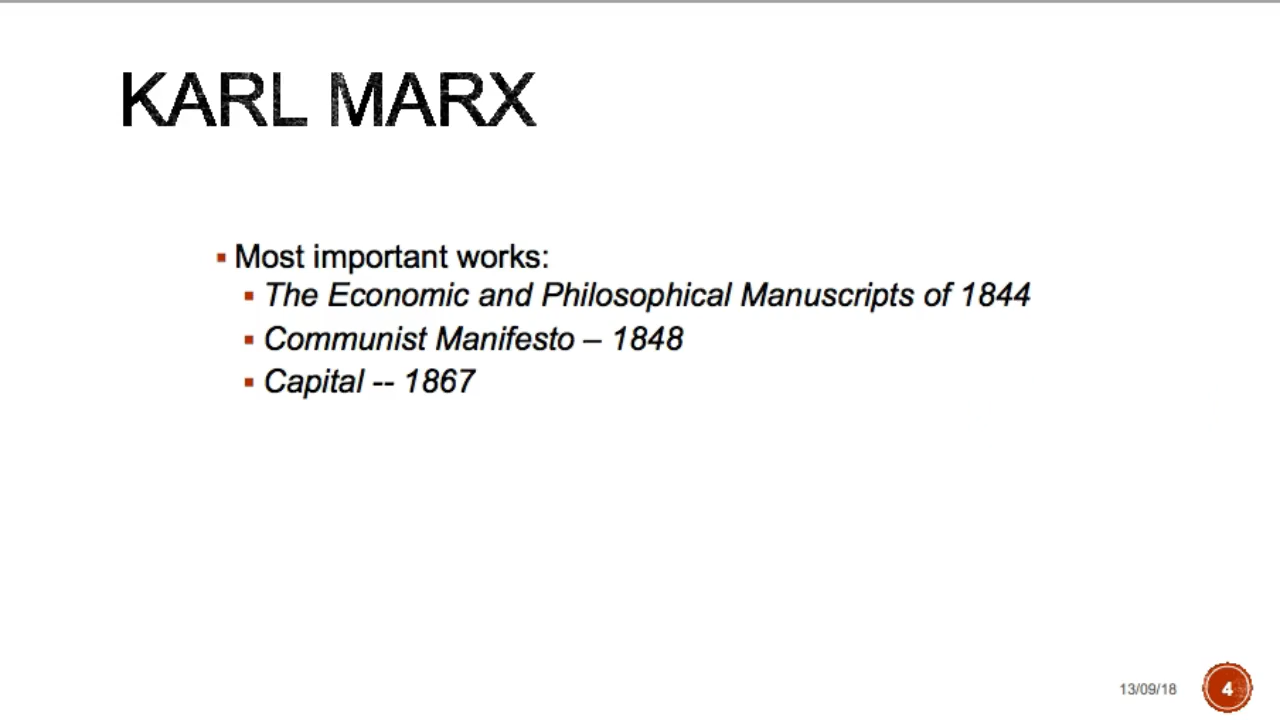 KARL MARX
▪ Most important works:
▪ The Economic and Philosophical Manuscripts of 1844
▪ Communist Manifesto – 1848
▪ Capital -- 1867
13/09/18
4